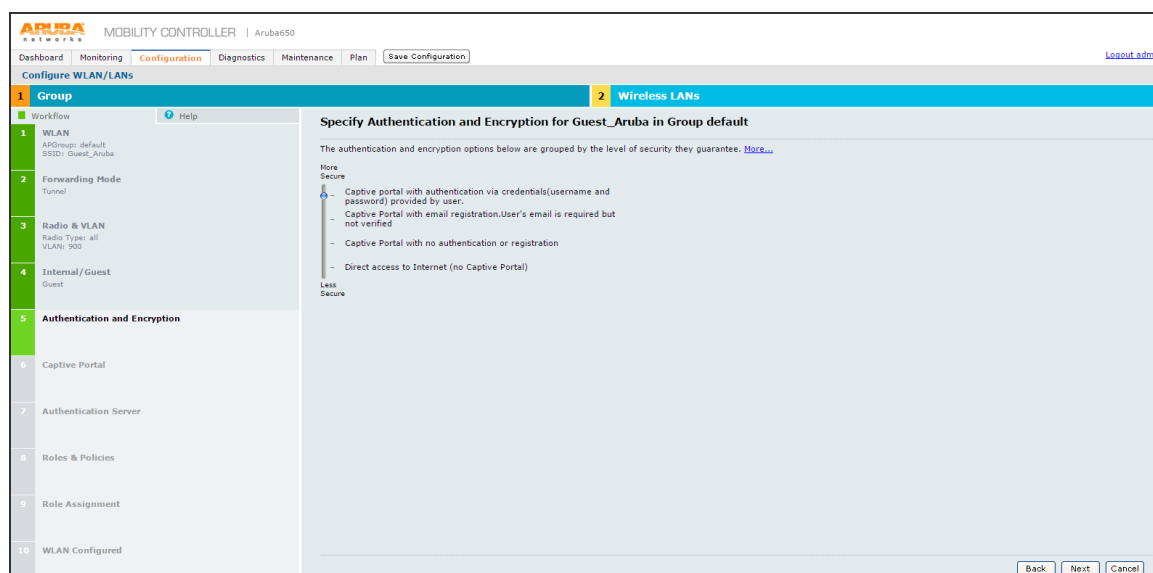 ARUBA networks MOBILITY CONTROLLER | Aruba650
Dashboard Monitoring Configuration Diagnostics Maintenance Plan Save Configuration Logout adm
Configure WLAN/LANs
1 Group 2 Wireless LANs
Workflow Help
1 WLAN
APGroup: default
SSID: Guest_Aruba
2 Forwarding Mode
Tunnel
3 Radio & VLAN
Radio Type: all
VLAN: 900
4 Internal/Guest
Guest
5 Authentication and Encryption
6 Captive Portal
7 Authentication Server
8 Roles & Policies
9 Role Assignment
10 WLAN Configured
Specify Authentication and Encryption for Guest_Aruba in Group default
The authentication and encryption options below are grouped by the level of security they guarantee. More...
More
Secure
Captive portal with authentication via credentials(username and
password) provided by user.
Captive Portal with email registration.User's email is required but
not verified
Captive Portal with no authentication or registration
Direct access to Internet (no Captive Portal)
Less
Secure
Back Next Cancel